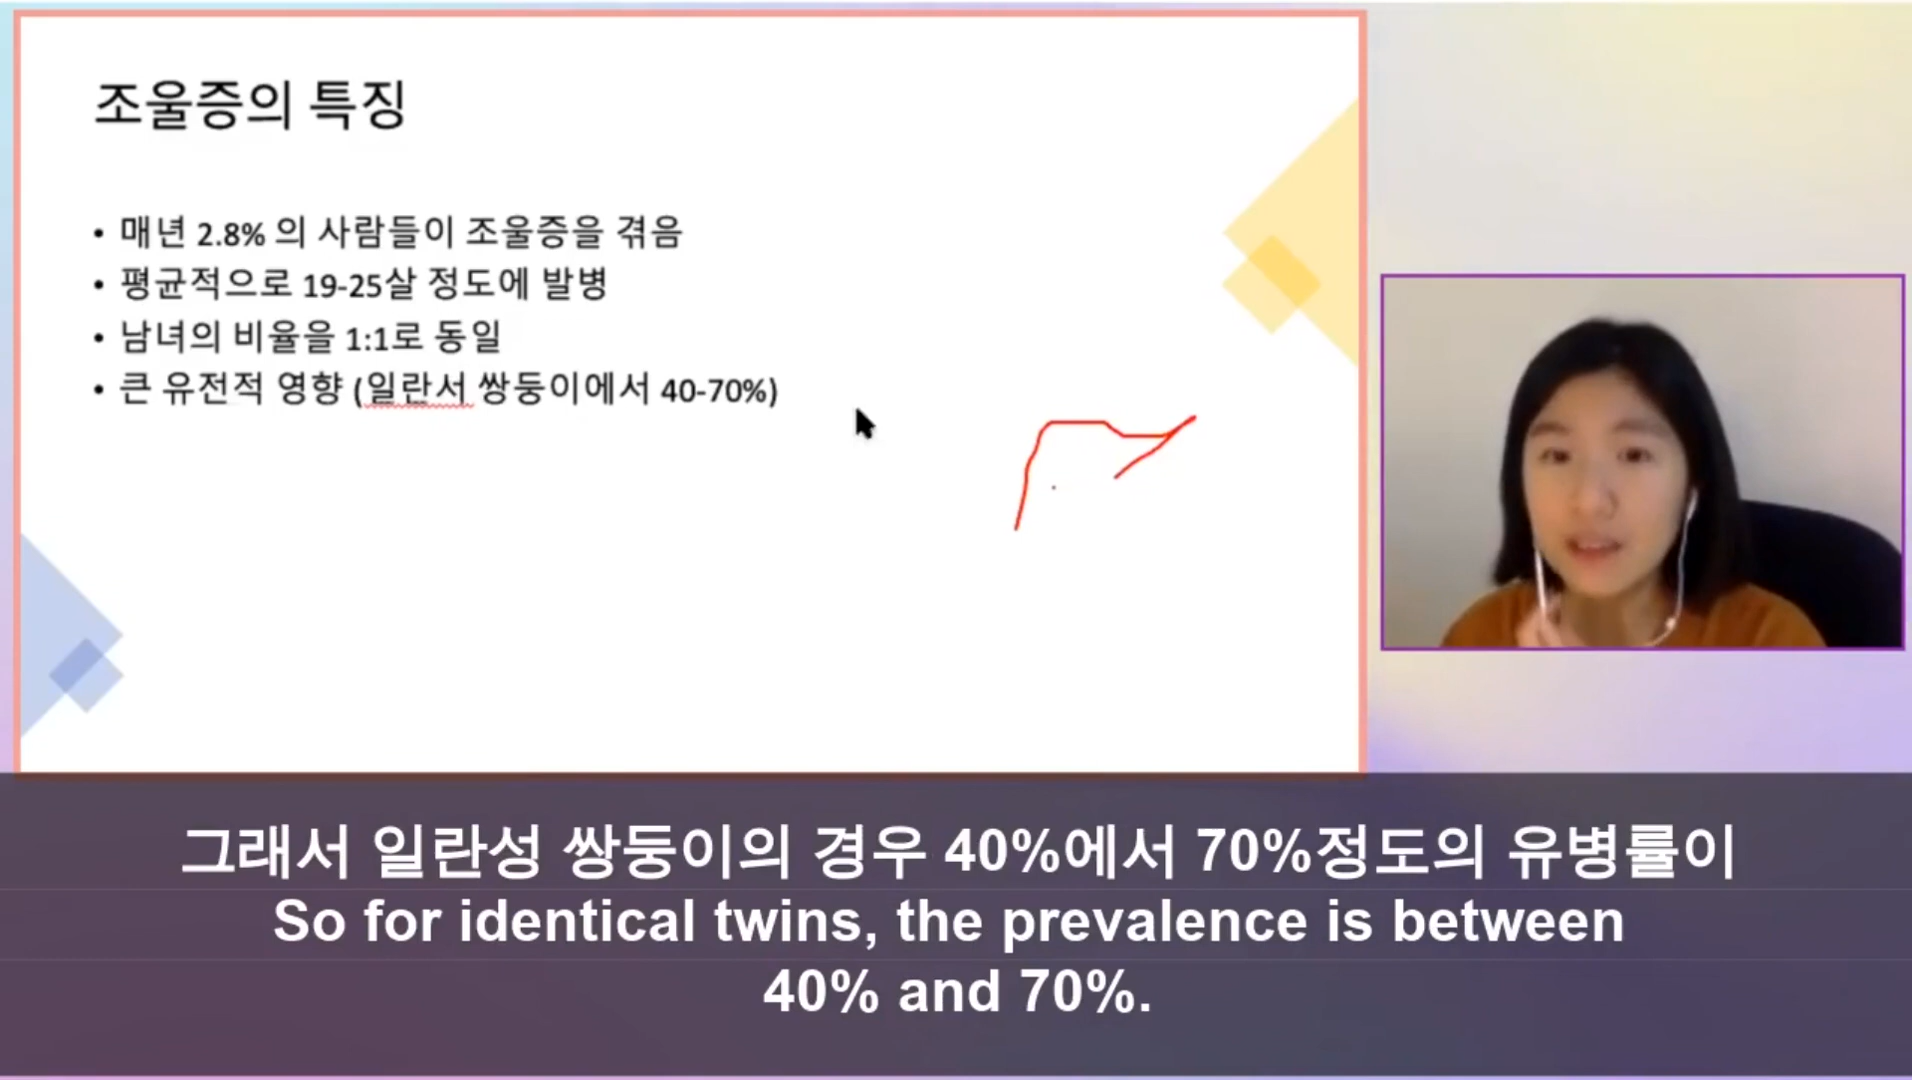 조울증의 특징
• 매년 2.8% 의 사람들이 조울증을 겪음
• 평균적으로 19-25살 정도에 발병
• 남녀의 비율을 1:1로 동일
• 큰 유전적 영향 (일란서 쌍둥이에서 40-70%)
그래서 일란성 쌍둥이의 경우 40%에서 70%정도의 유병률이
So for identical twins, the prevalence is between
40% and 70%.